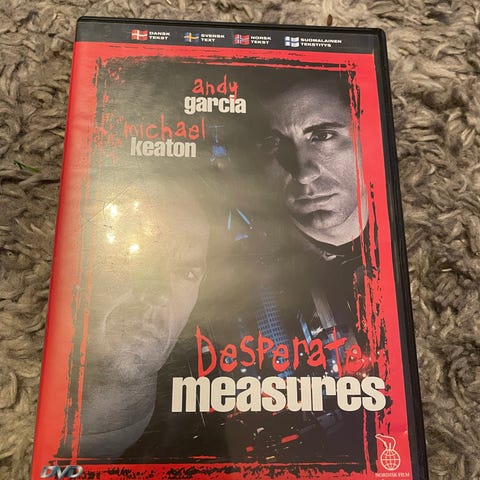 DANSK
TEKST
SVENSK
TEXT
NORSK
TEKST
SUOMALAINEN
TEKSTITYS
andy
garcia
michael
keaton
Desperate
measures
DVD
NORDISK FILM